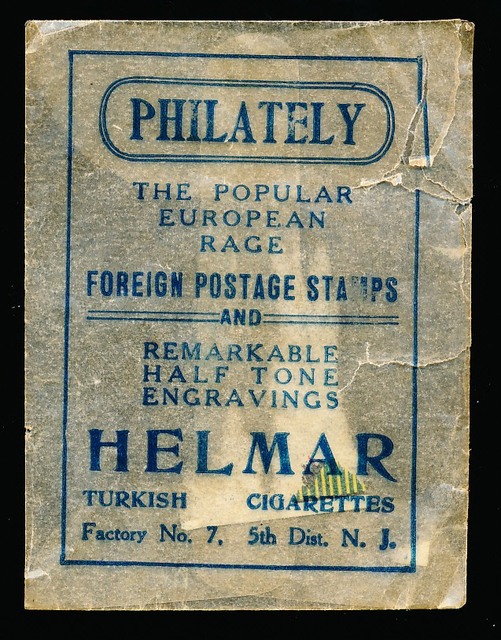 PHILATELY
THE POPULAR
EUROPEAN
RAGE
FOREIGN POSTAGE STAMPS
AND
REMARKABLE
HALF TONE
ENGRAVINGS
HELMAR
TURKISH CIGARETTES
Factory No. 7, 5th Dist. N. J.